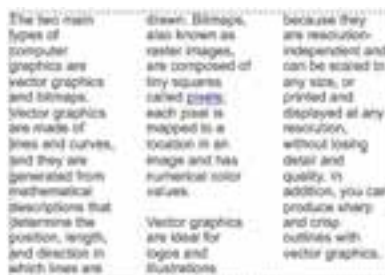 The two main
types of
computer
graphics are
vector graphics
and bitmaps.
Vector graphics
are made of
lines and curves,
and they are
generated from
mathematical
descriptions that
determine the
position, length,
and direction in
which lines are
drawn. Bitmaps,
also known as
raster images,
are composed of
tiny squares
called pixels;
each pixel is
mapped to a
location in an
image and has
numerical color
values.
Vector graphics
are ideal for
logos and
illustrations
because they
are resolution-
independent and
can be scaled to
any size, or
printed and
displayed at any
resolution,
without losing
detail and
quality. In
addition, you can
produce sharp
and crisp
outlines with
vector graphics.